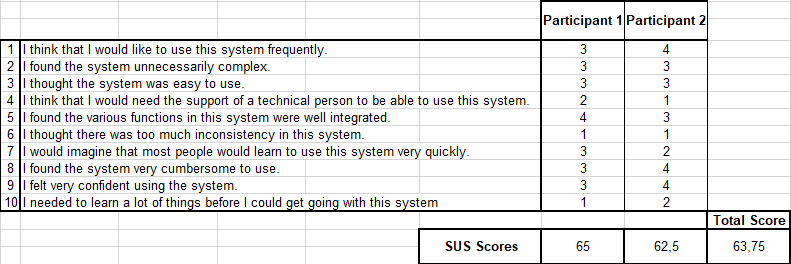 Participant 1 Participant 2
1 I think that I would like to use this system frequently. 3 4
2 I found the system unnecessarily complex. 3 3
3 I thought the system was easy to use. 3 3
4 I think that I would need the support of a technical person to be able to use this system. 2 1
5 I found the various functions in this system were well integrated. 4 3
6 I thought there was too much inconsistency in this system. 1 1
7 I would imagine that most people would learn to use this system very quickly. 3 2
8 I found the system very cumbersome to use. 3 4
9 I felt very confident using the system. 3 4
10 I needed to learn a lot of things before I could get going with this system 1 2
Total Score
SUS Scores 65 62,5 63,75